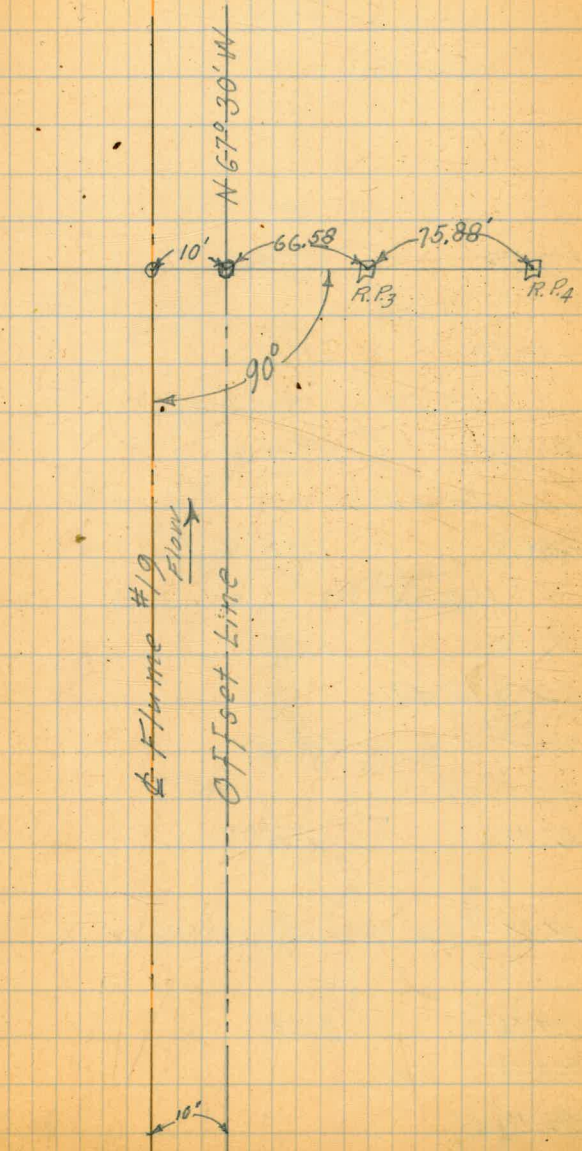 N 67° 30' W
10'
66.58
75.88'
R.P.3
R.P.4
90°
Flow
℄ Flume #19
Offset Line
10'